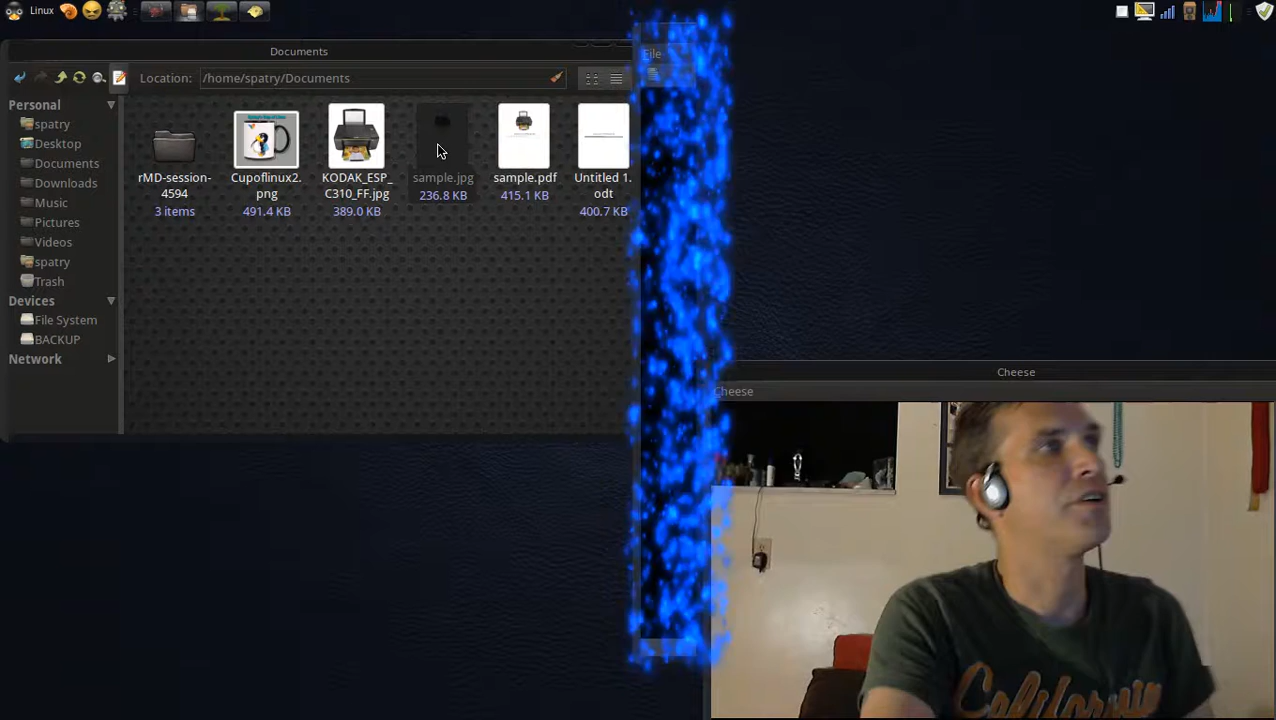 Linux
Documents
Location: /home/spatry/Documents
File
Personal
spatry
Desktop
Documents
Downloads
Music
Pictures
Videos
spatry
Trash
Devices
File System
BACKUP
Network
rMD-session-
4594
3 items
Cupoflinux2.
png
491.4 KB
KODAK_ESP_
C310_FF.jpg
389.0 KB
sample.jpg
236.8 KB
sample.pdf
415.1 KB
Untitled 1.
odt
400.7 KB
Cheese
Cheese
California